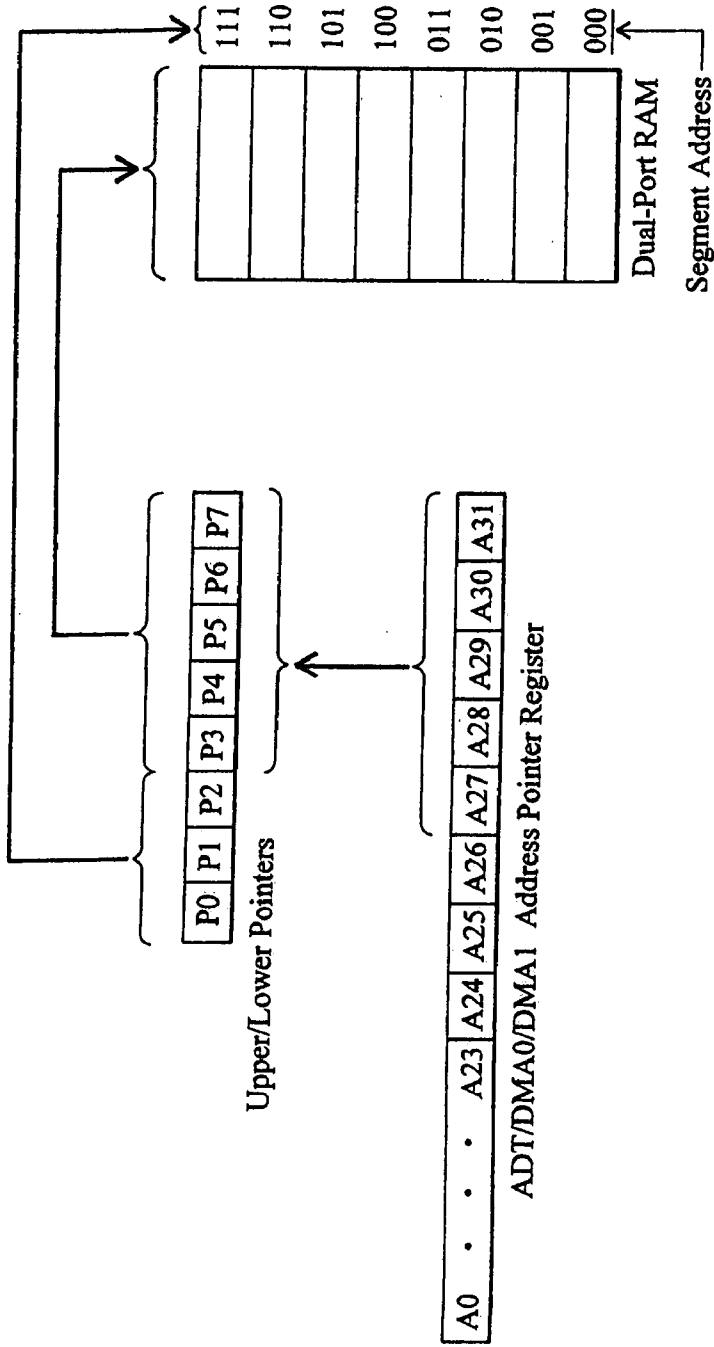 P0 P1 P2 P3 P4 P5 P6 P7
Upper/Lower Pointers
A0 • • • A23 A24 A25 A26 A27 A28 A29 A30 A31
ADT/DMA0/DMA1 Address Pointer Register
111
110
101
100
011
010
001
000
Dual-Port RAM
Segment Address